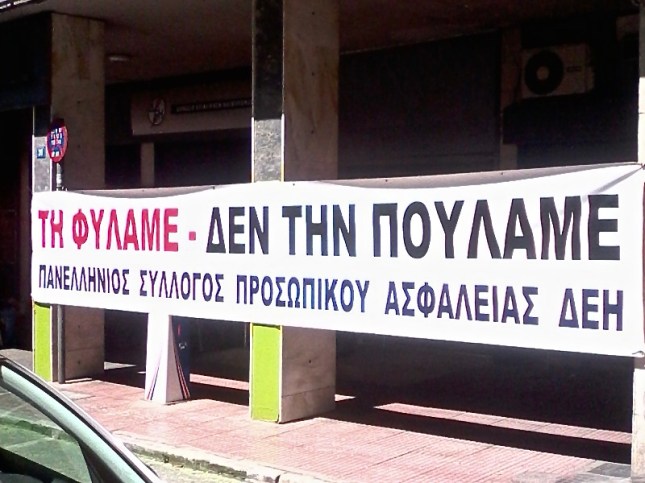 ΤΗ ΦΥΛΑΜΕ - ΔΕΝ ΤΗΝ ΠΟΥΛΑΜΕ
ΠΑΝΕΛΛΗΝΙΟΣ ΣΥΛΛΟΓΟΣ ΠΡΟΣΩΠΙΚΟΥ ΑΣΦΑΛΕΙΑΣ ΔΕΗ